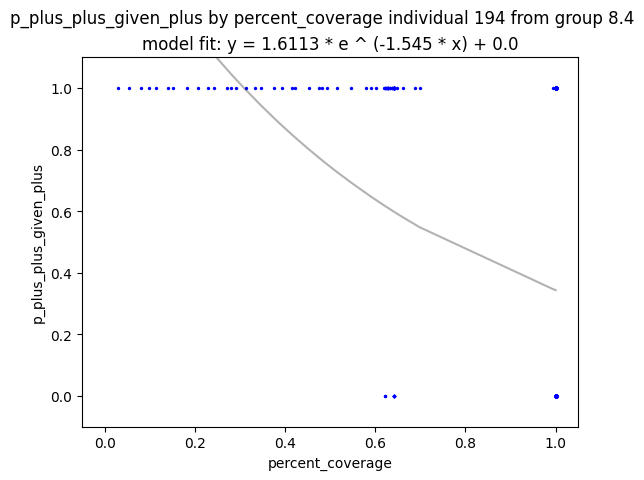 p_plus_plus_given_plus by percent_coverage individual 194 from group 8.4
model fit: y = 1.6113 * e ^ (-1.545 * x) + 0.0
1.0
0.8
0.6
0.4
0.2
0.0
p_plus_plus_given_plus
0.0 0.2 0.4 0.6 0.8 1.0
percent_coverage